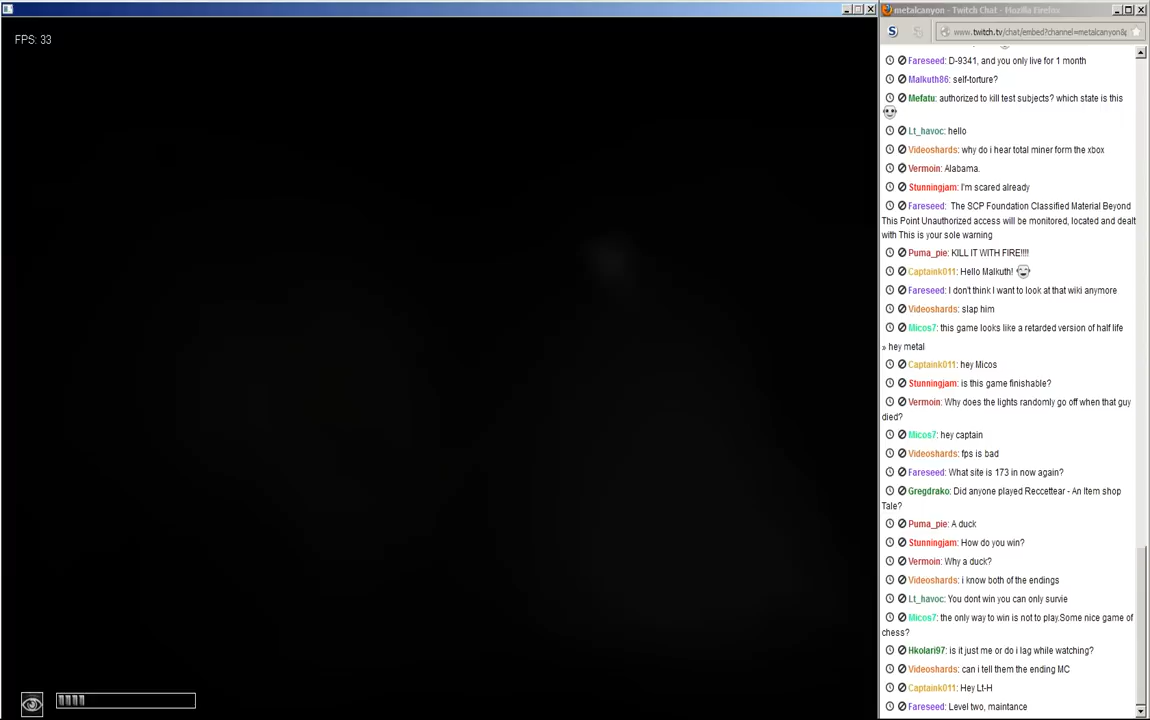 metalcanyon - Twitch Chat - Mozilla Firefox
FPS: 33
www.twitch.tv/chat/embed?channel=metalcanyon&
Fareseed: D-9341, and you only live for 1 month
Malkuth86: self-torture?
Mefatu: authorized to kill test subjects? which state is this
Lt_havoc: hello
Videoshards: why do i hear total miner form the xbox
Vermoin: Alabama.
Stunningjam: I'm scared already
Fareseed: The SCP Foundation Classified Material Beyond
This Point Unauthorized access will be monitored, located and dealt
with This is your sole warning
Puma_pie: KILL IT WITH FIRE!!!!
Captaink011: Hello Malkuth!
Fareseed: I don't think I want to look at that wiki anymore
Videoshards: slap him
Micos7: this game looks like a retarded version of half life
» hey metal
Captaink011: hey Micos
Stunningjam: is this game finishable?
Vermoin: Why does the lights randomly go off when that guy
died?
Micos7: hey captain
Videoshards: fps is bad
Fareseed: What site is 173 in now again?
Gregdrako: Did anyone played Reccettear - An Item shop
Tale?
Puma_pie: A duck
Stunningjam: How do you win?
Vermoin: Why a duck?
Videoshards: i know both of the endings
Lt_havoc: You dont win you can only survie
Micos7: the only way to win is not to play.Some nice game of
chess?
Hkolari97: is it just me or do i lag while watching?
Videoshards: can i tell them the ending MC
Captaink011: Hey Lt-H
Fareseed: Level two, maintance